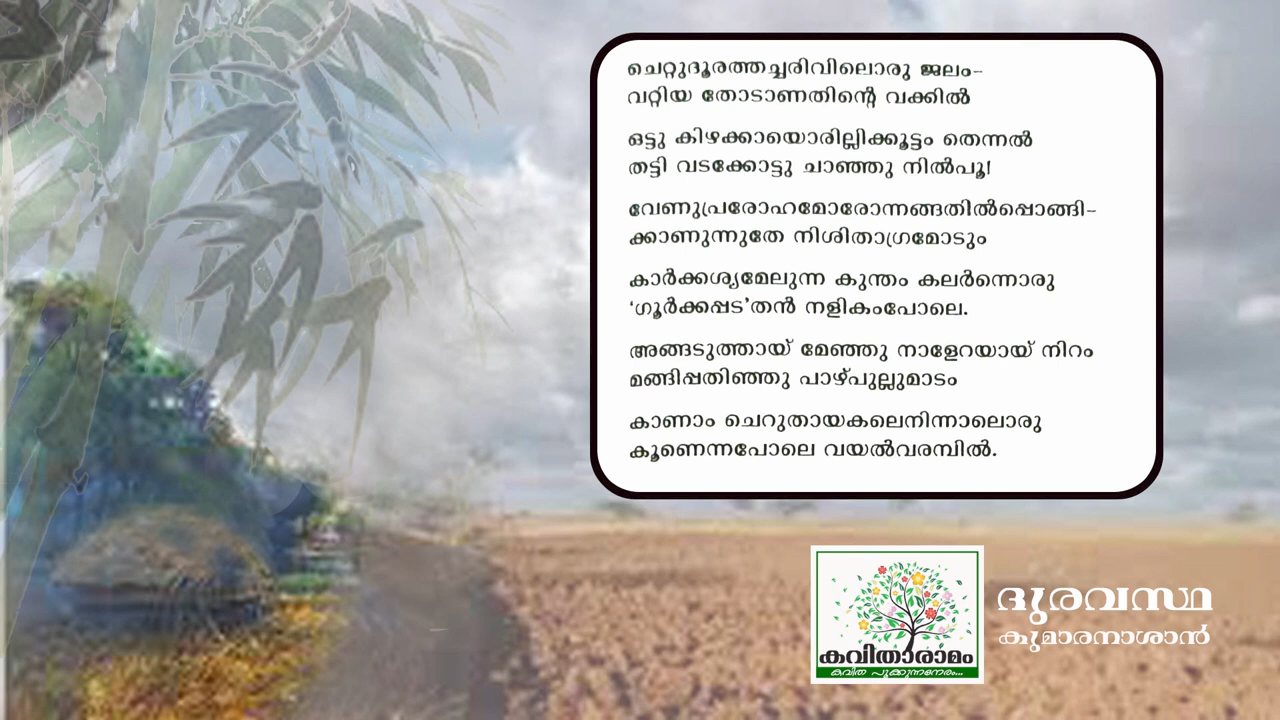 ചെറ്റുദൂരത്തച്ചരിവിലൊരു ജലം-
വറ്റിയ തോടാണതിന്റെ വക്കിൽ
ഒട്ടു കിഴക്കായൊരില്ലിക്കൂട്ടം തെന്നൽ
തട്ടി വടക്കോട്ടു ചാഞ്ഞു നിൽപൂ!
വേണുപ്രരോഹമോരോന്നങ്ങതിൽപ്പൊങ്ങി-
ക്കാണുന്നുതേ നിശിതാഗ്രമോടും
കാർക്കശ്യമേലുന്ന കുന്തം കലർന്നൊരു
'ഗൂർക്കപ്പട'തൻ നളികംപോലെ.
അങ്ങടുത്തായ് മേഞ്ഞു നാളേറയായ് നിറം
മങ്ങിപ്പതിഞ്ഞു പാഴ്പുല്ലുമാടം
കാണാം ചെറുതായകലെനിന്നാലൊരു
കൂണെന്നപോലെ വയൽവരമ്പിൽ.
കവിതാരാമം
കവിത പൂക്കുന്നനേരം...
ദുരവസ്ഥ
കുമാരനാശാൻ